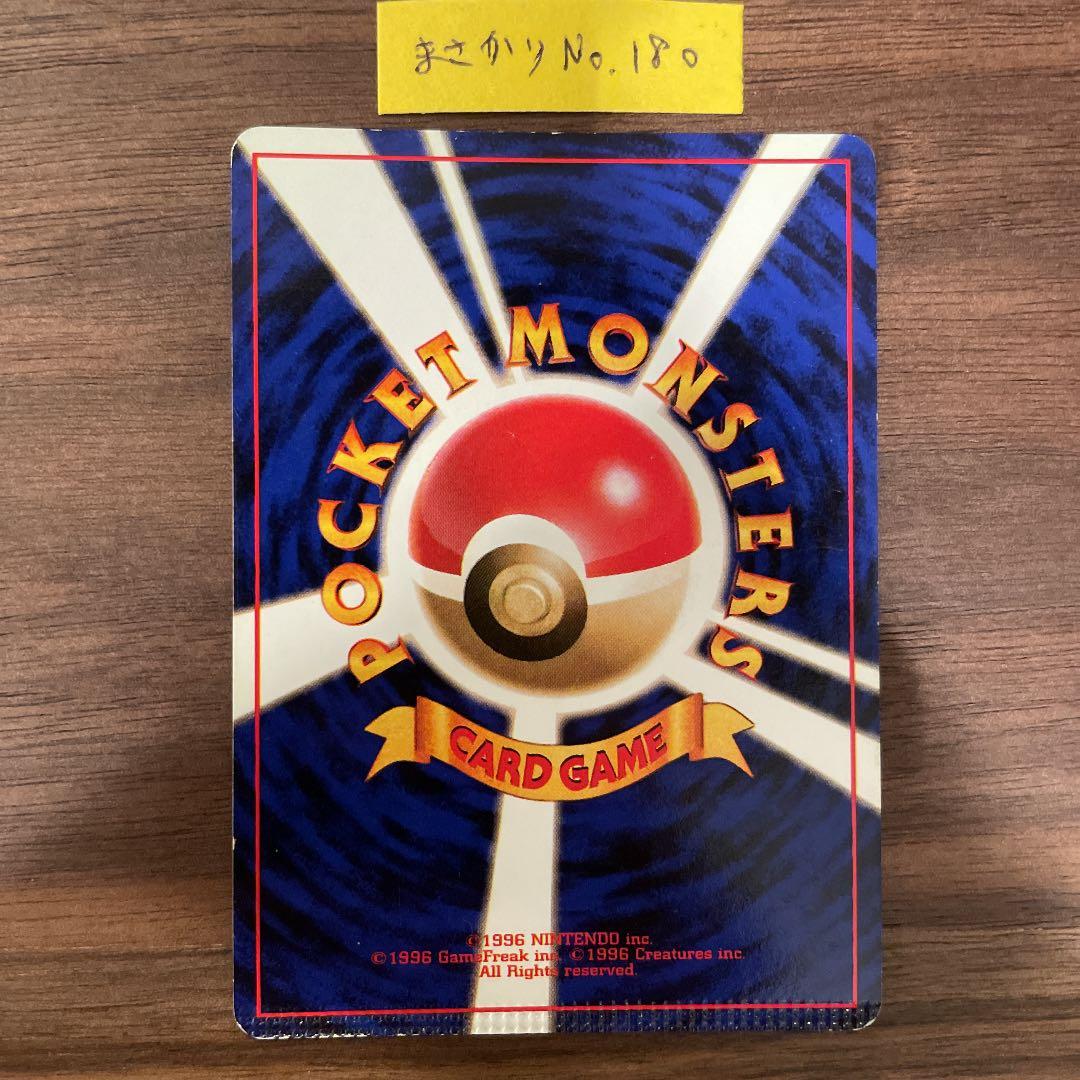 まさかりNo.180
POCKET MONSTERS
CARD GAME
©1996 NINTENDO inc.
©1996 GameFreak inc. ©1996 Creatures inc.
All Rights reserved.